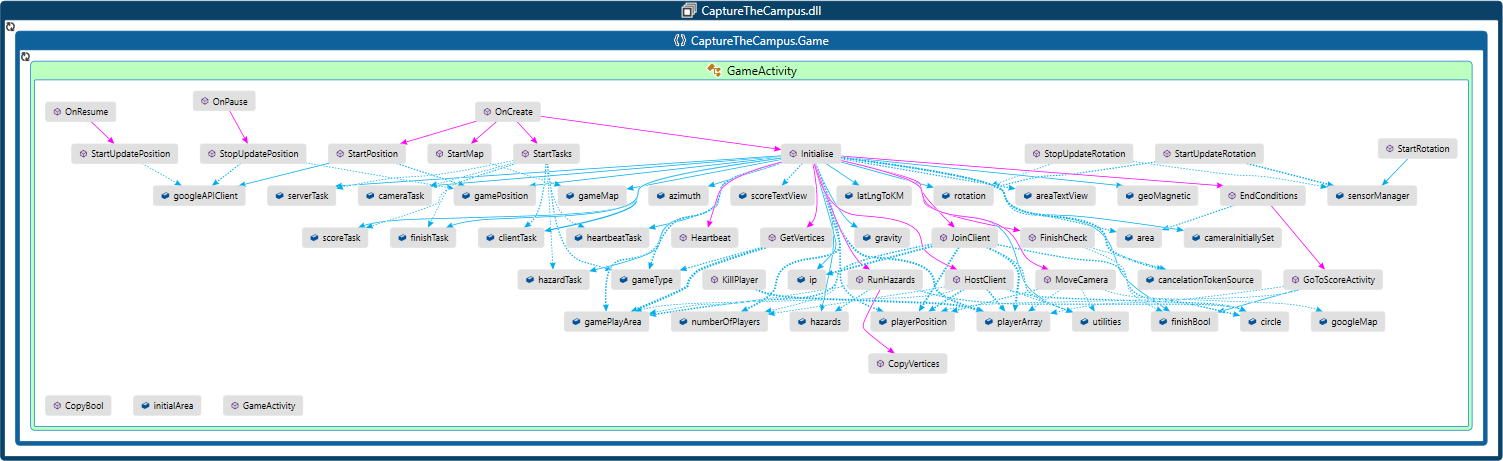 CaptureTheCampus.dll
CaptureTheCampus.Game
GameActivity
OnResume
OnPause
OnCreate
StartUpdatePosition
StopUpdatePosition
StartPosition
StartMap
StartTasks
Initialise
StopUpdateRotation
StartUpdateRotation
StartRotation
googleAPIClient
serverTask
cameraTask
gamePosition
gameMap
azimuth
scoreTextView
latLngToKM
rotation
areaTextView
geoMagnetic
EndConditions
sensorManager
scoreTask
finishTask
clientTask
heartbeatTask
Heartbeat
GetVertices
gravity
JoinClient
FinishCheck
area
cameraInitiallySet
hazardTask
gameType
KillPlayer
ip
RunHazards
HostClient
MoveCamera
cancelationTokenSource
GoToScoreActivity
gamePlayArea
numberOfPlayers
hazards
playerPosition
playerArray
utilities
finishBool
circle
googleMap
CopyVertices
CopyBool
initialArea
GameActivity